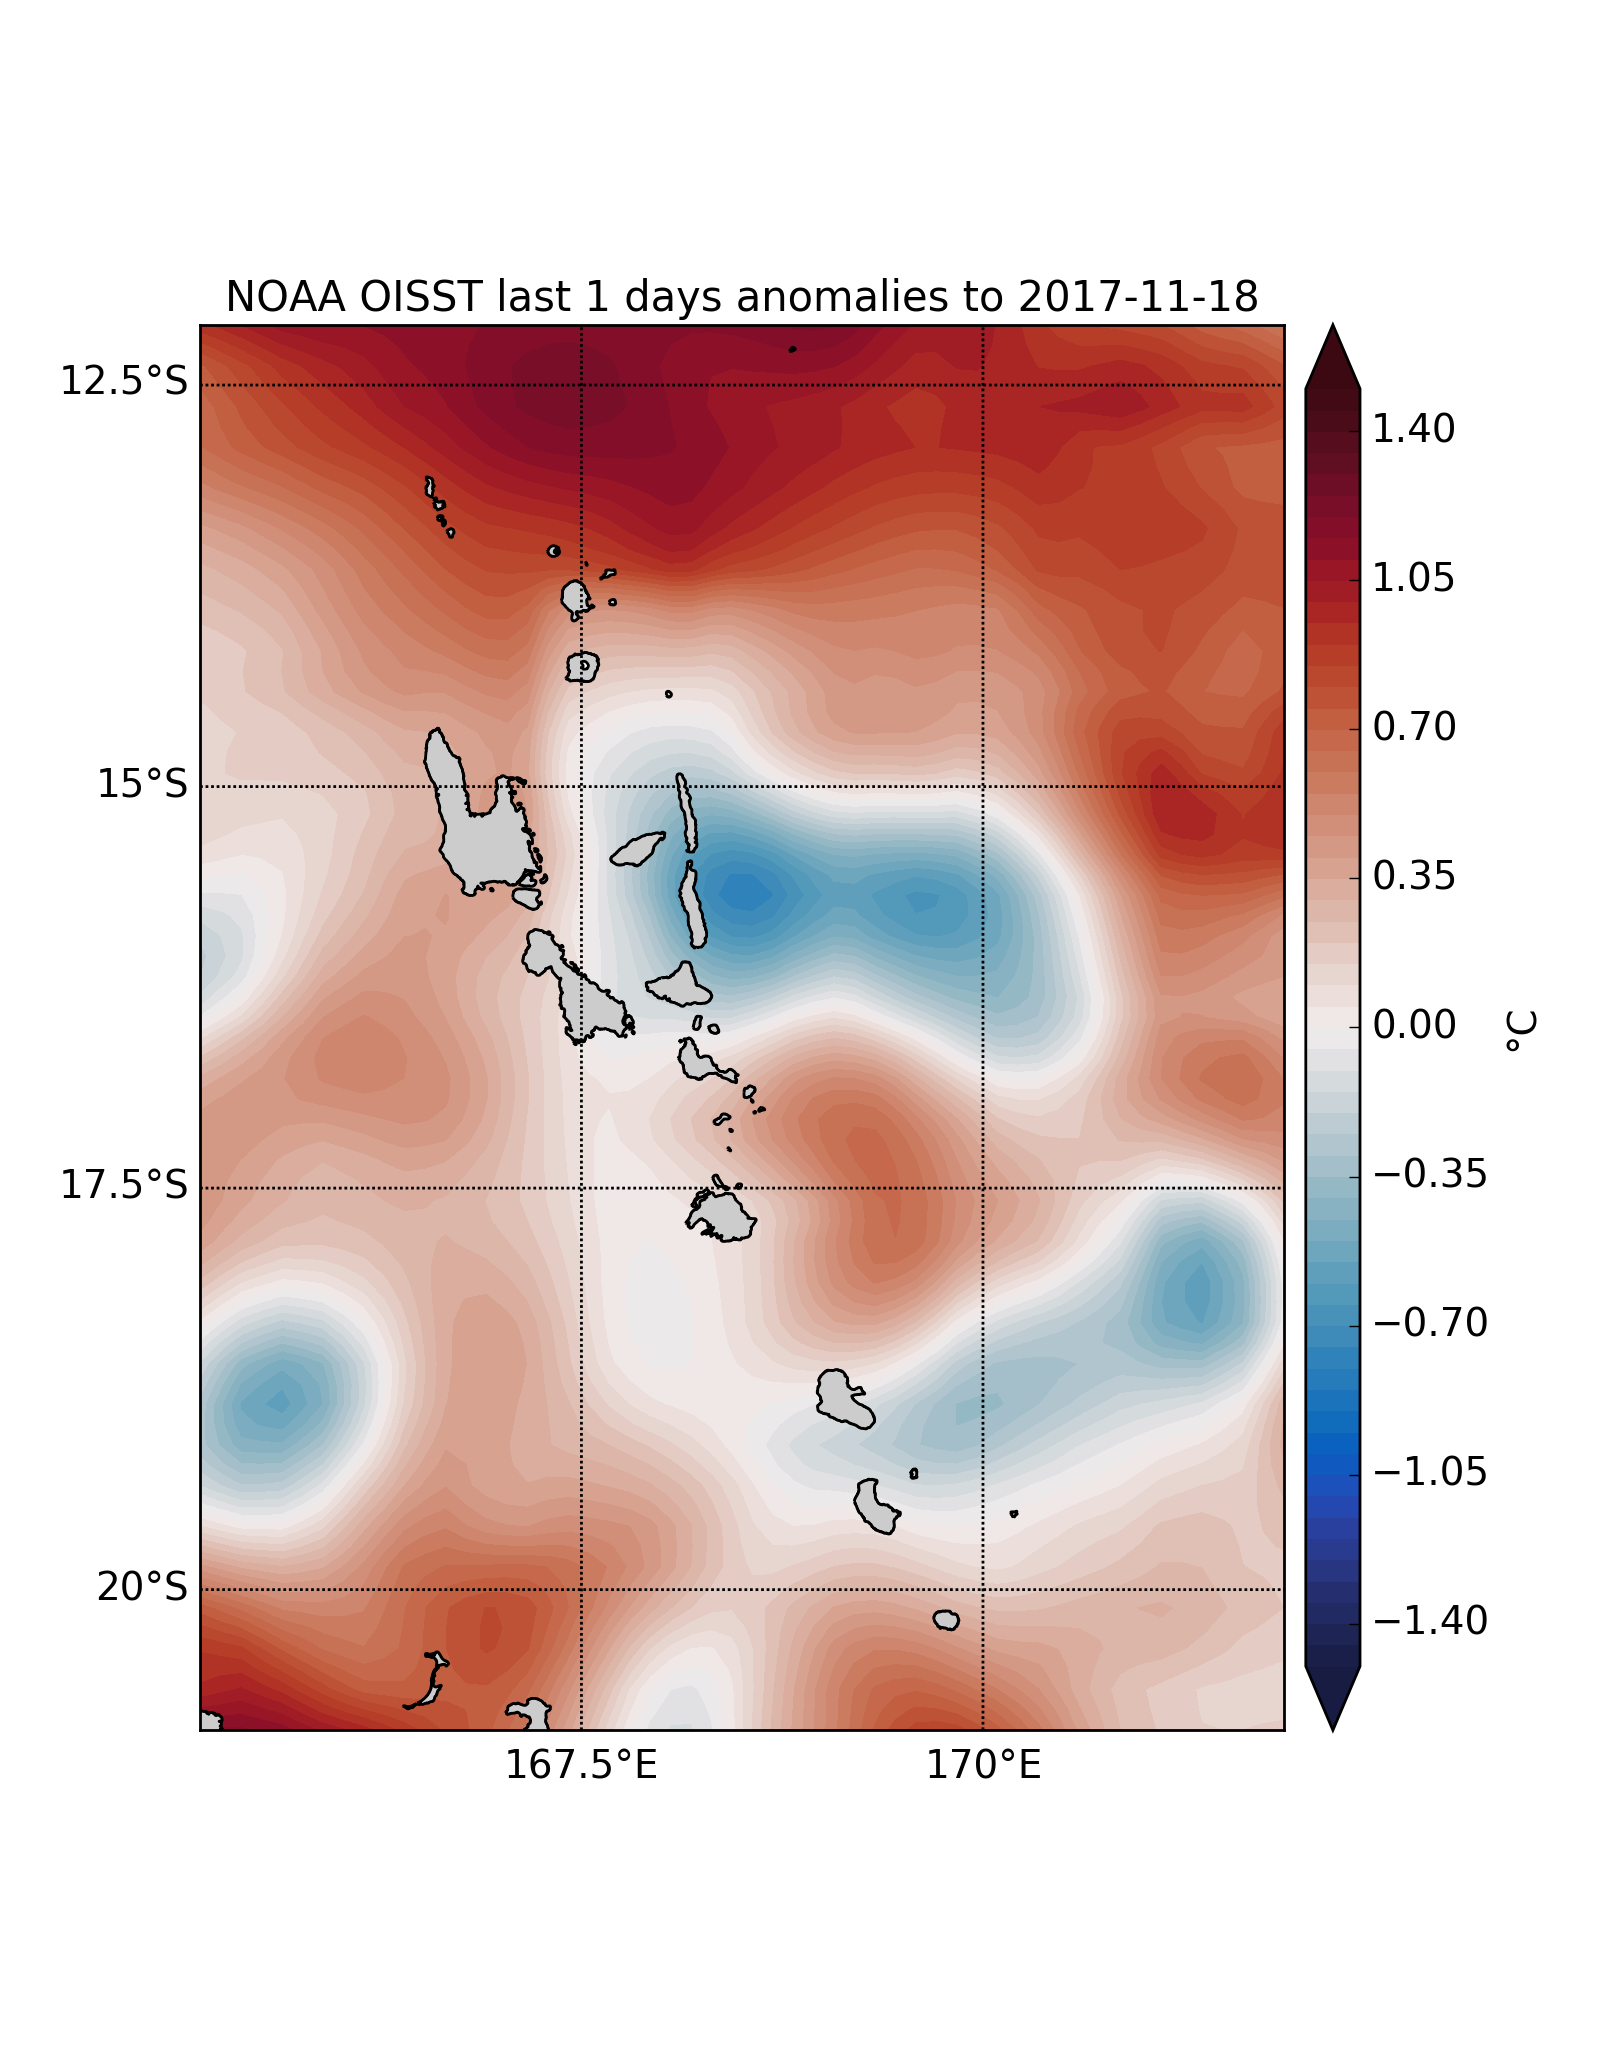 NOAA OISST last 1 days anomalies to 2017-11-18
12.5°S
15°S
17.5°S
20°S
167.5°E
170°E
1.40
1.05
0.70
0.35
0.00
−0.35
−0.70
−1.05
−1.40
°C